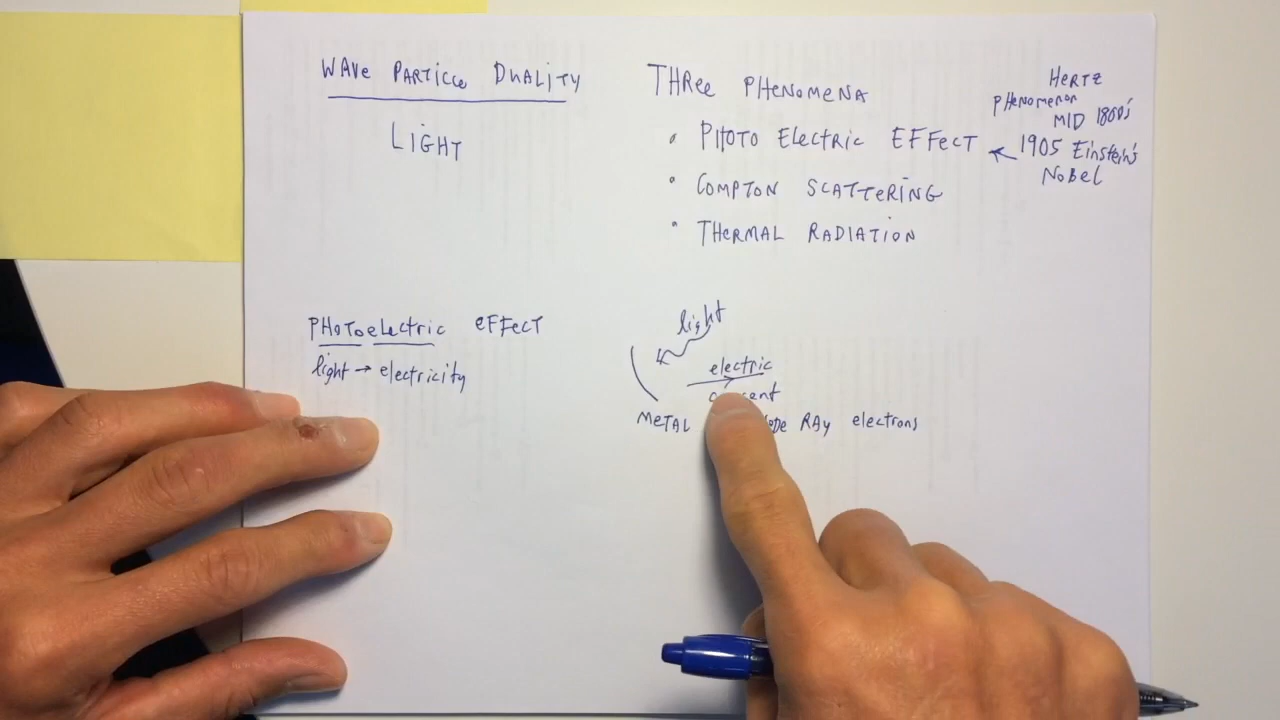 WAVE PARTICLE DUALITY
LIGHT
THREE PHENOMENA
• PHOTO ELECTRIC EFFECT
• COMPTON SCATTERING
• THERMAL RADIATION
HERTZ
PHENOMENON
MID 1800's
1905 Einstein's
NOBEL
PHOTOELECTRIC EFFECT
light → electricity
light
electric
METAL RAY electrons